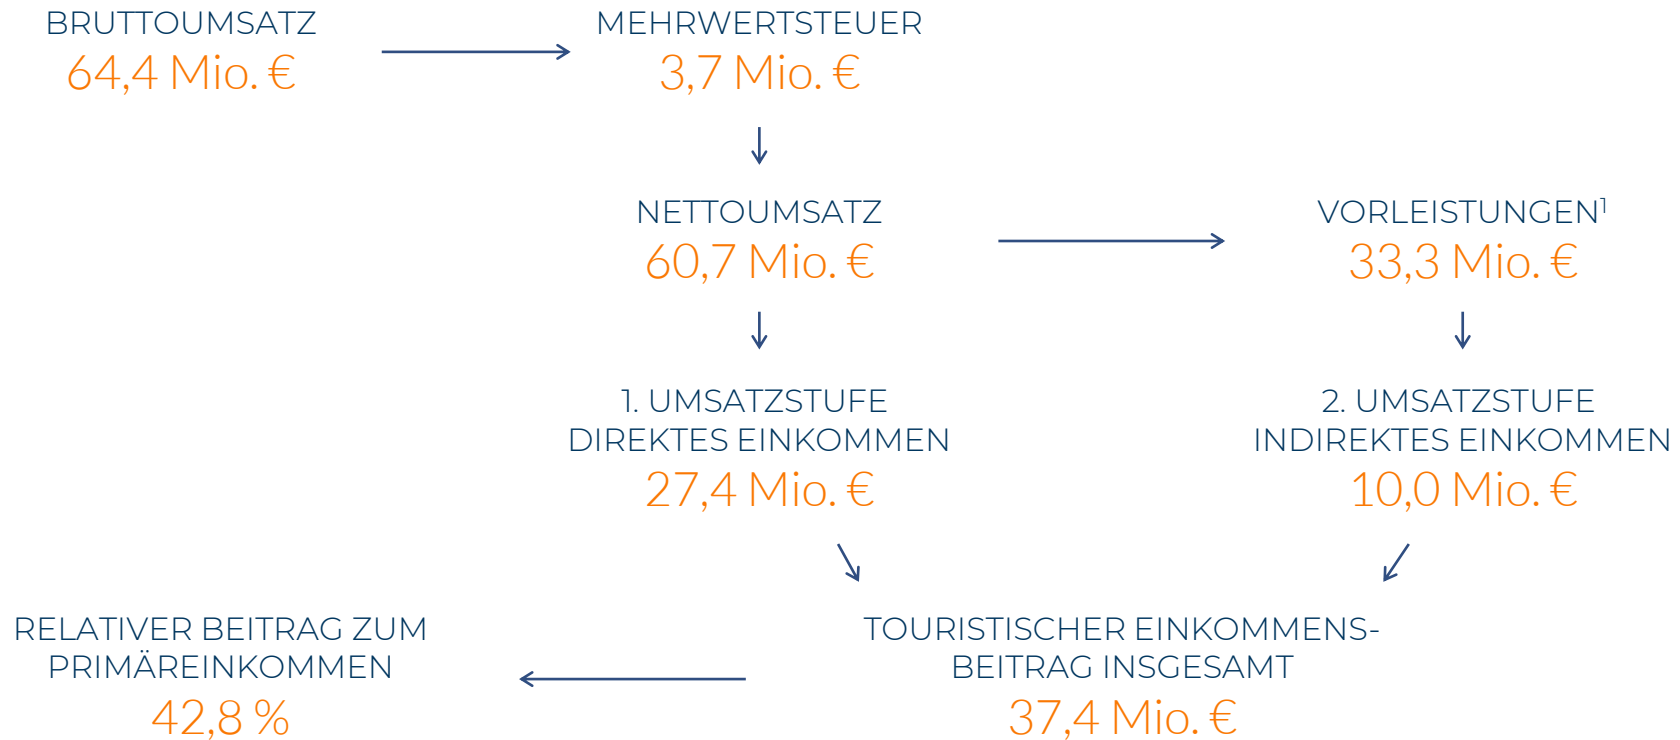 BRUTTOUMSATZ
64,4 Mio. €
MEHRWERTSTEUER
3,7 Mio. €
NETTOUMSATZ
60,7 Mio. €
VORLEISTUNGEN¹
33,3 Mio. €
1. UMSATZSTUFE
DIREKTES EINKOMMEN
27,4 Mio. €
2. UMSATZSTUFE
INDIREKTES EINKOMMEN
10,0 Mio. €
RELATIVER BEITRAG ZUM
PRIMÄREINKOMMEN
42,8 %
TOURISTISCHER EINKOMMENS-
BEITRAG INSGESAMT
37,4 Mio. €